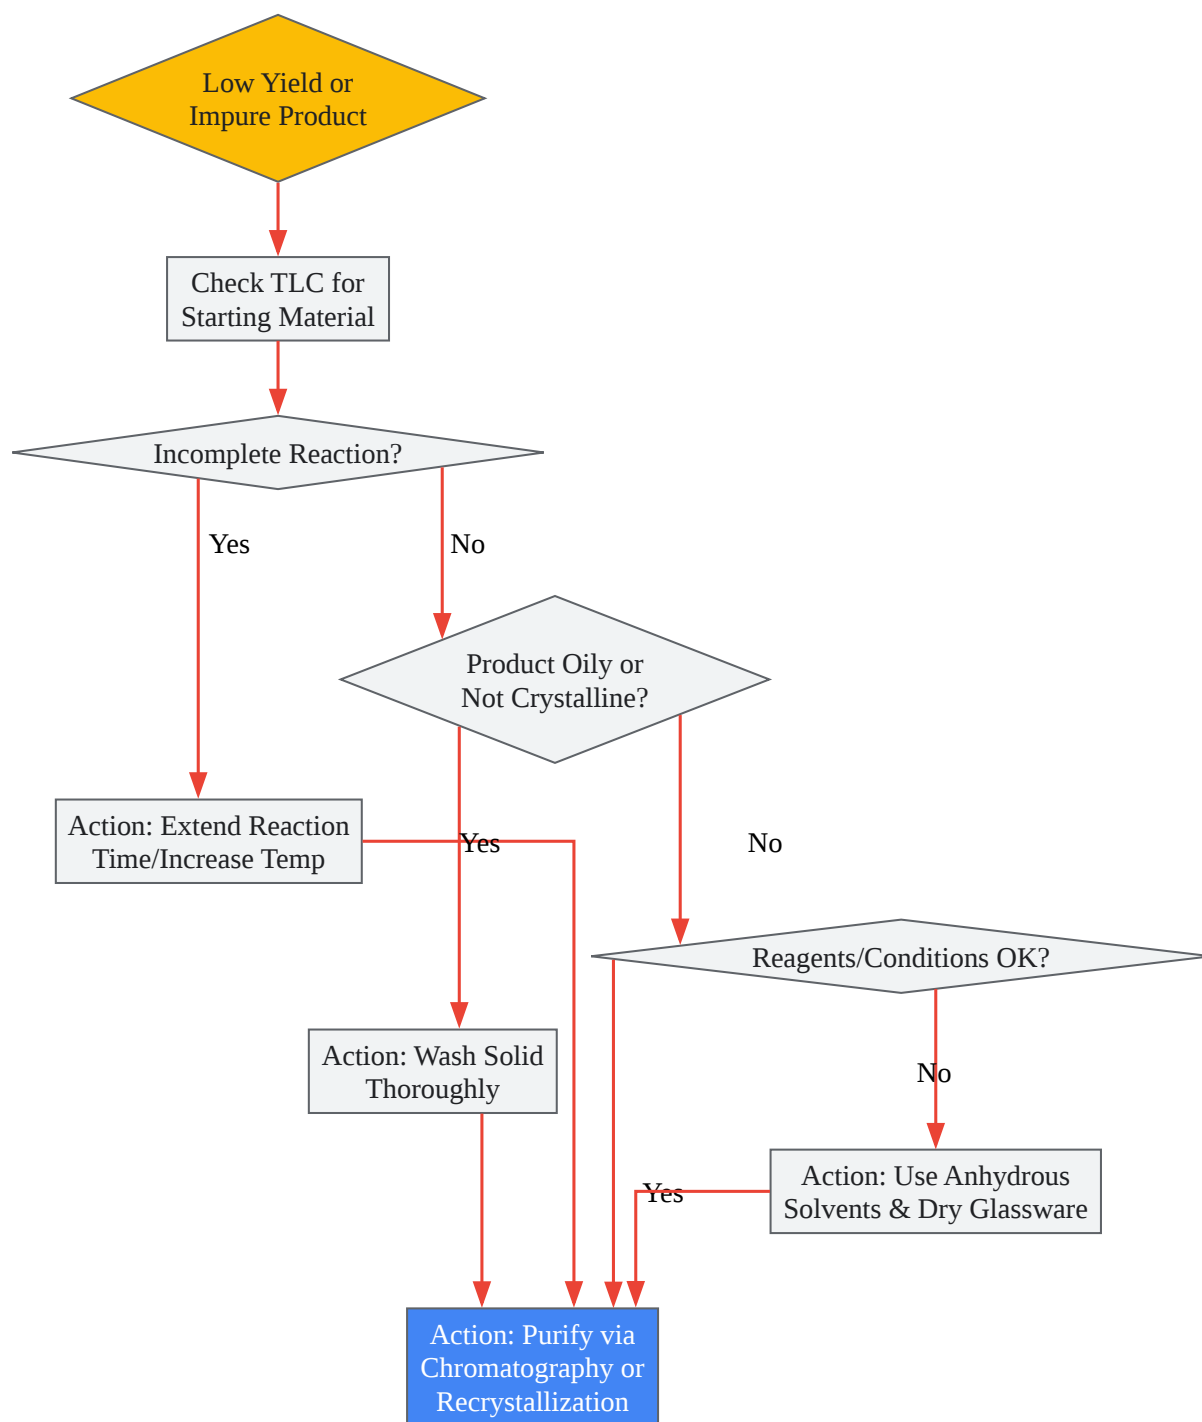 Low Yield or
Impure Product
Check TLC for
Starting Material
Incomplete Reaction?
Yes
No
Product Oily or
Not Crystalline?
Action: Extend Reaction
Time/Increase Temp
Yes
No
Reagents/Conditions OK?
Action: Wash Solid
Thoroughly
No
Action: Use Anhydrous
Solvents & Dry Glassware
Yes
Action: Purify via
Chromatography or
Recrystallization